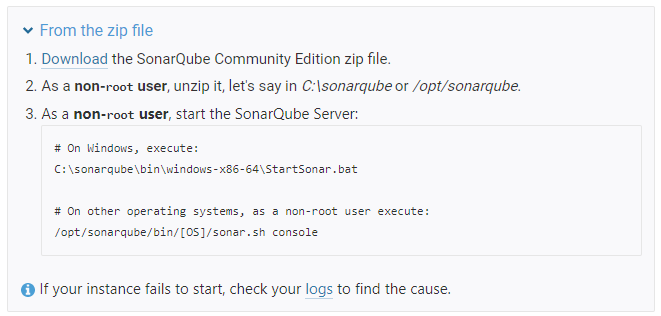 From the zip file
1. Download the SonarQube Community Edition zip file.
2. As a non-root user, unzip it, let's say in C:\sonarqube or /opt/sonarqube.
3. As a non-root user, start the SonarQube Server:
# On Windows, execute:
C:\sonarqube\bin\windows-x86-64\StartSonar.bat
# On other operating systems, as a non-root user execute:
/opt/sonarqube/bin/[OS]/sonar.sh console
If your instance fails to start, check your logs to find the cause.